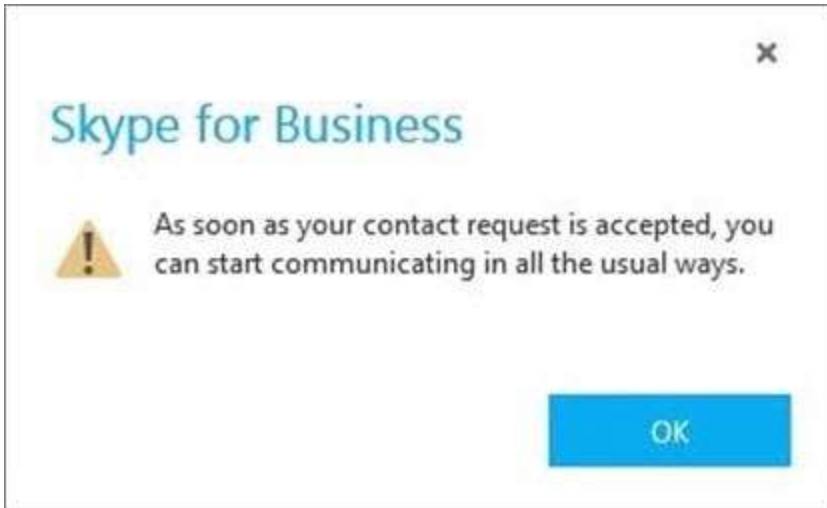 Skype for Business
As soon as your contact request is accepted, you
can start communicating in all the usual ways.
OK